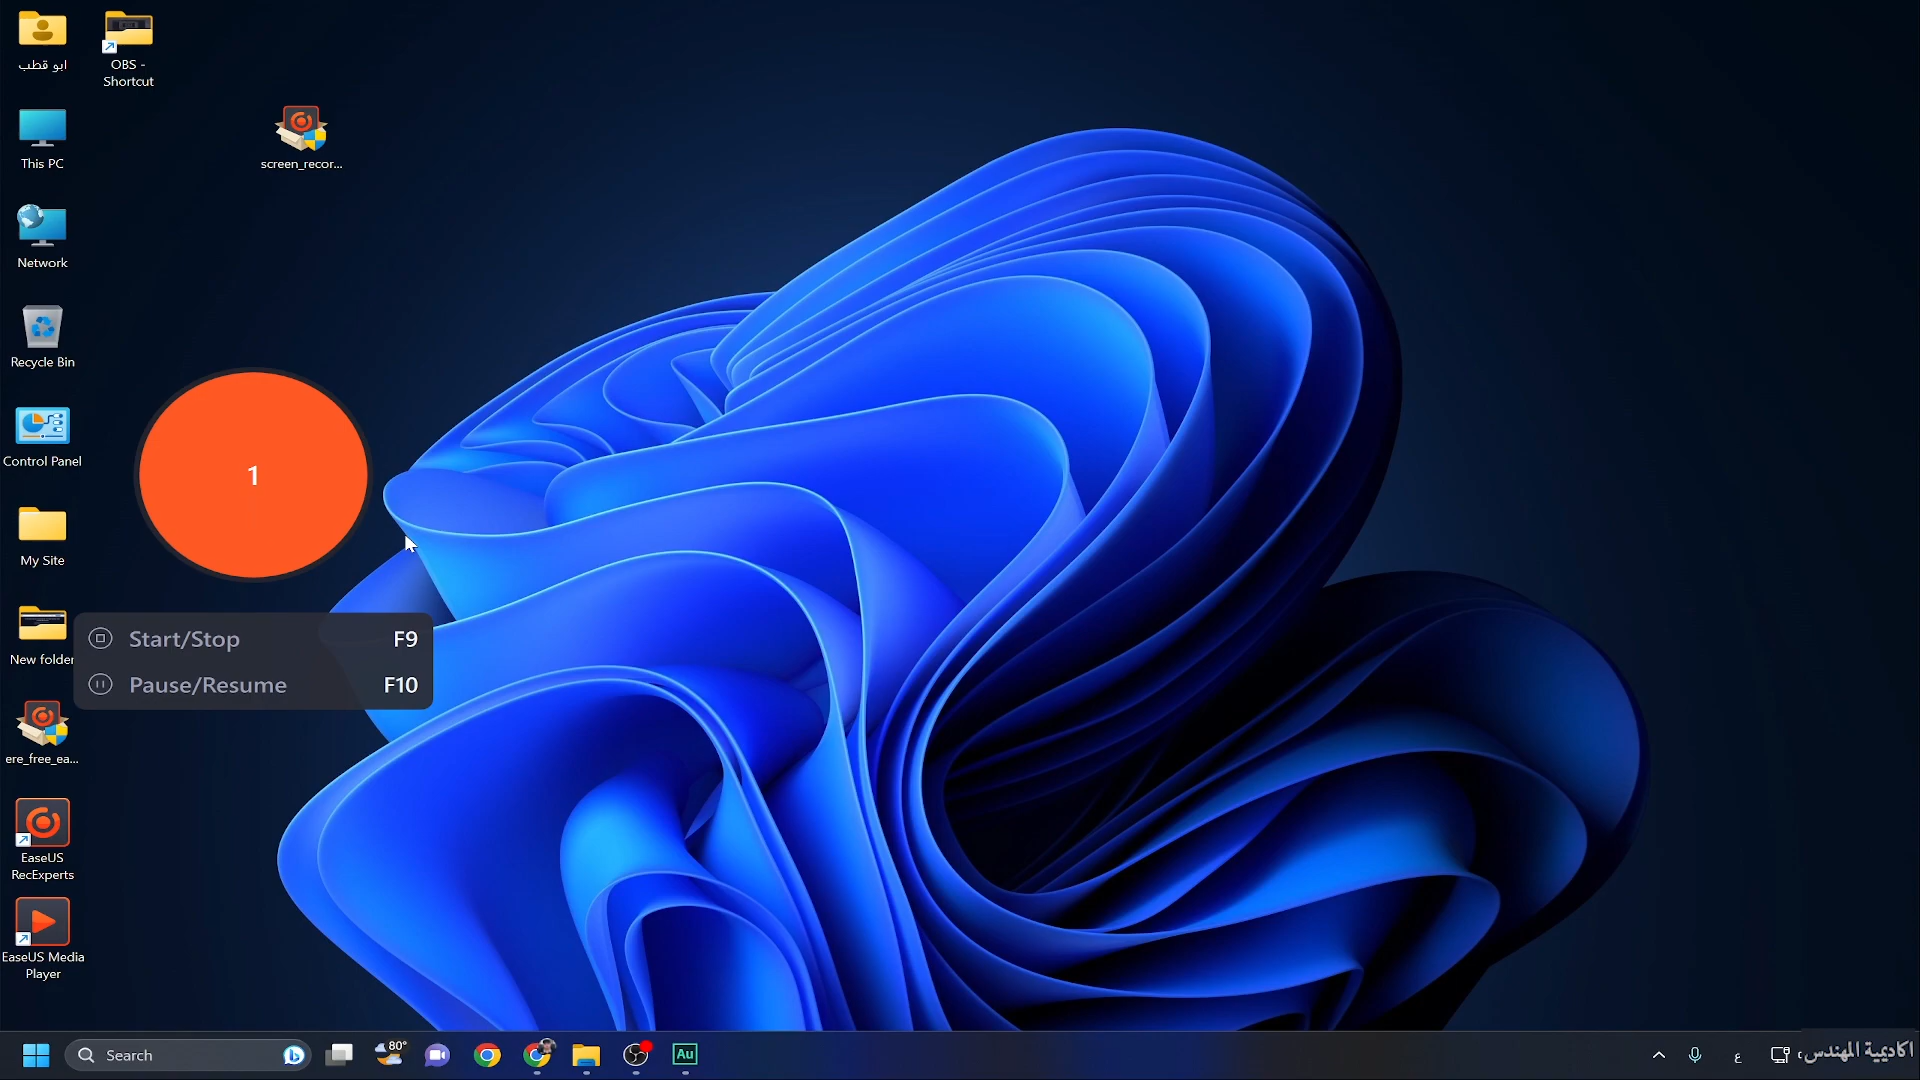 ابو قطب
OBS -
Shortcut
screen_recor...
This PC
Network
Recycle Bin
Control Panel
1
My Site
New folder
Start/Stop F9
Pause/Resume F10
ere_free_ea...
EaseUS
RecExperts
EaseUS Media
Player
Search
80°
Au
ع
اكاديمية المهندس